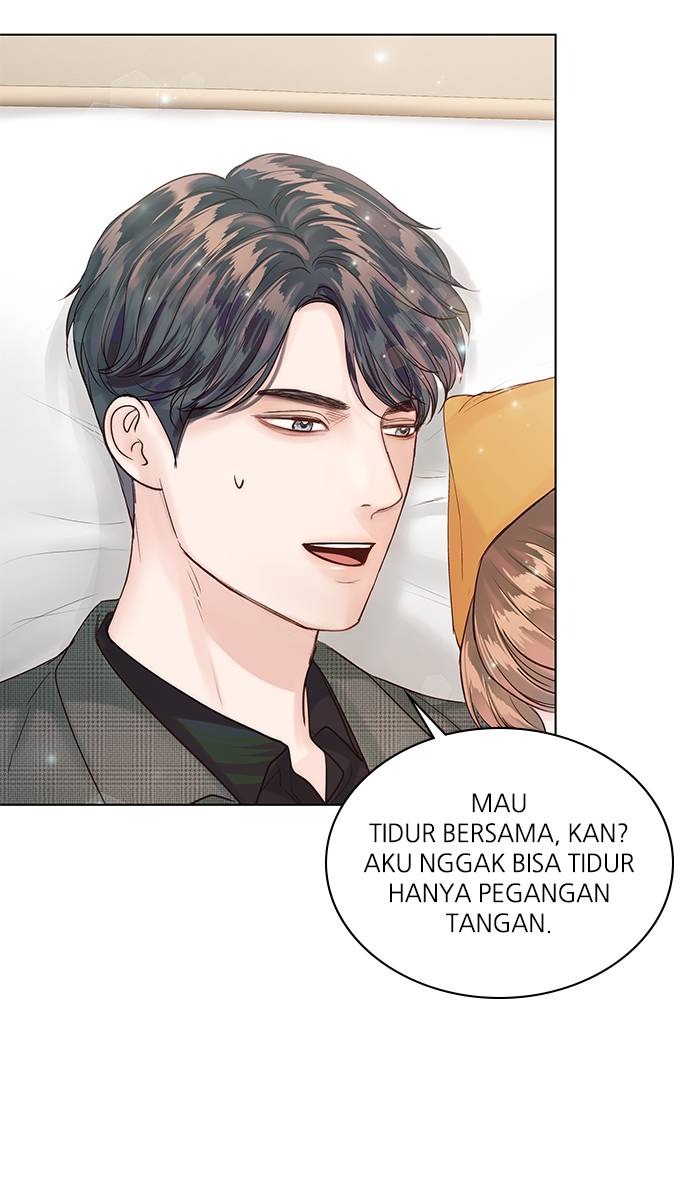 MAU
TIDUR BERSAMA, KAN?
AKU NGGAK BISA TIDUR
HANYA PEGANGAN
TANGAN.